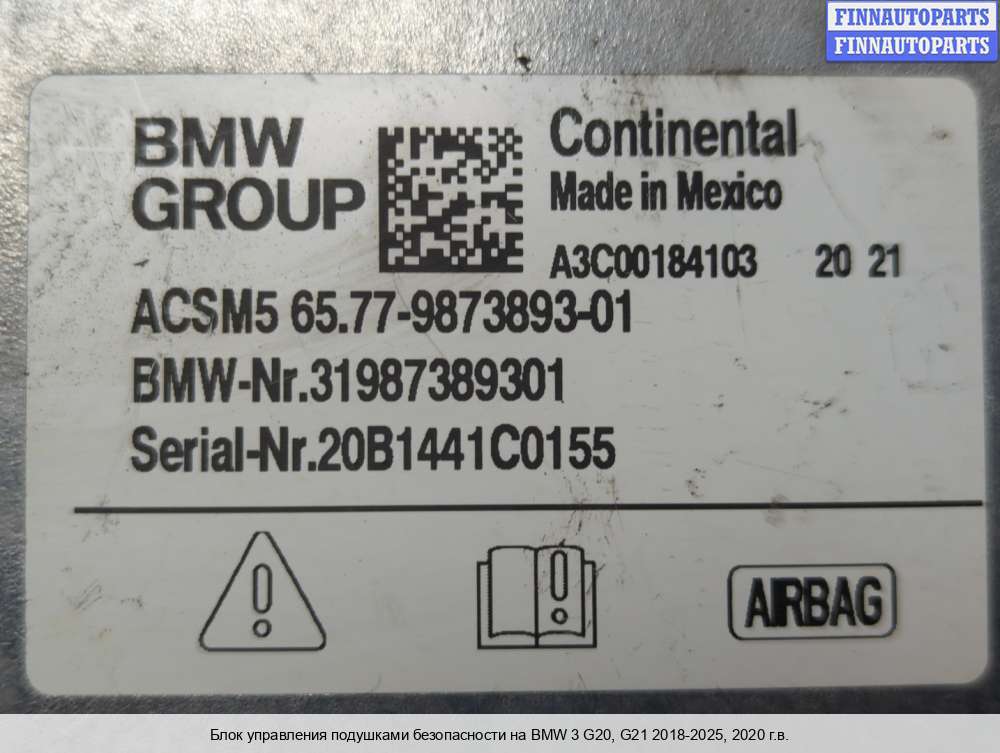 FINNAUTOPARTS
FINNAUTOPARTS
BMW
GROUP
Continental
Made in Mexico
A3C00184103 20 21
ACSM5 65.77-9873893-01
BMW-Nr.31987389301
Serial-Nr.20B1441C0155
AIRBAG
Блок управления подушками безопасности на BMW 3 G20, G21 2018-2025, 2020 г.в.